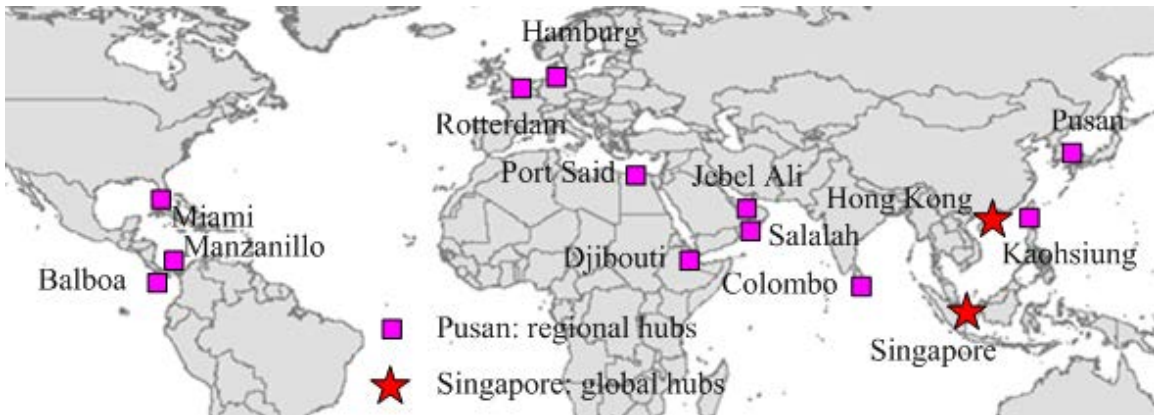 Hamburg
Rotterdam
Pusan
Port Said
Jebel Ali
Hong Kong
Miami
Manzanillo
Salalah
Kaohsiung
Djibouti
Balboa
Colombo
Pusan: regional hubs
Singapore
Singapore: global hubs